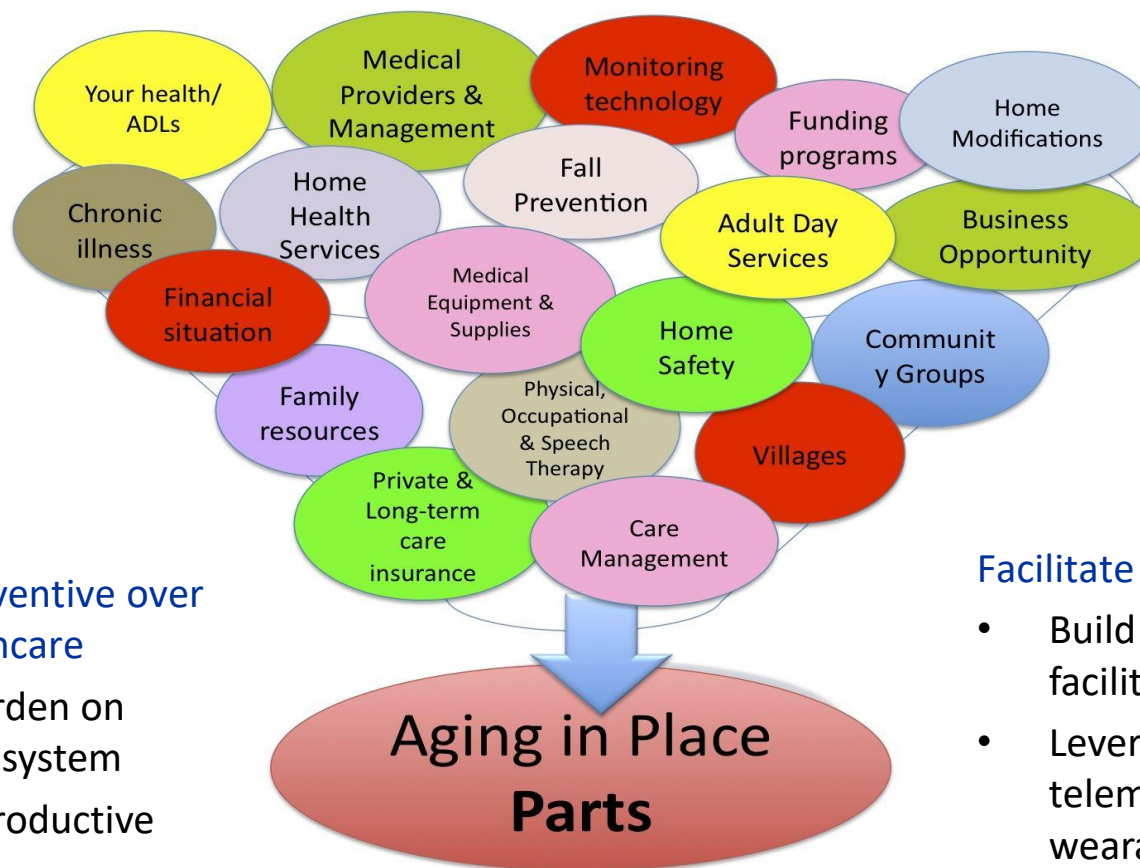 Your health/
ADLs
Medical
Providers &
Management
Monitoring
technology
Funding
programs
Home
Modifications
Chronic
illness
Home
Health
Services
Fall
Prevention
Adult Day
Services
Business
Opportunity
Financial
situation
Medical
Equipment &
Supplies
Home
Safety
Communit
y Groups
Family
resources
Physical,
Occupational
& Speech
Therapy
Villages
Private &
Long-term
care
insurance
Care
Management
ventive over
ncare
rden on
system
roductive
Aging in Place
Parts
Facilitate
• Build
facilit
• Lever
telem
weara